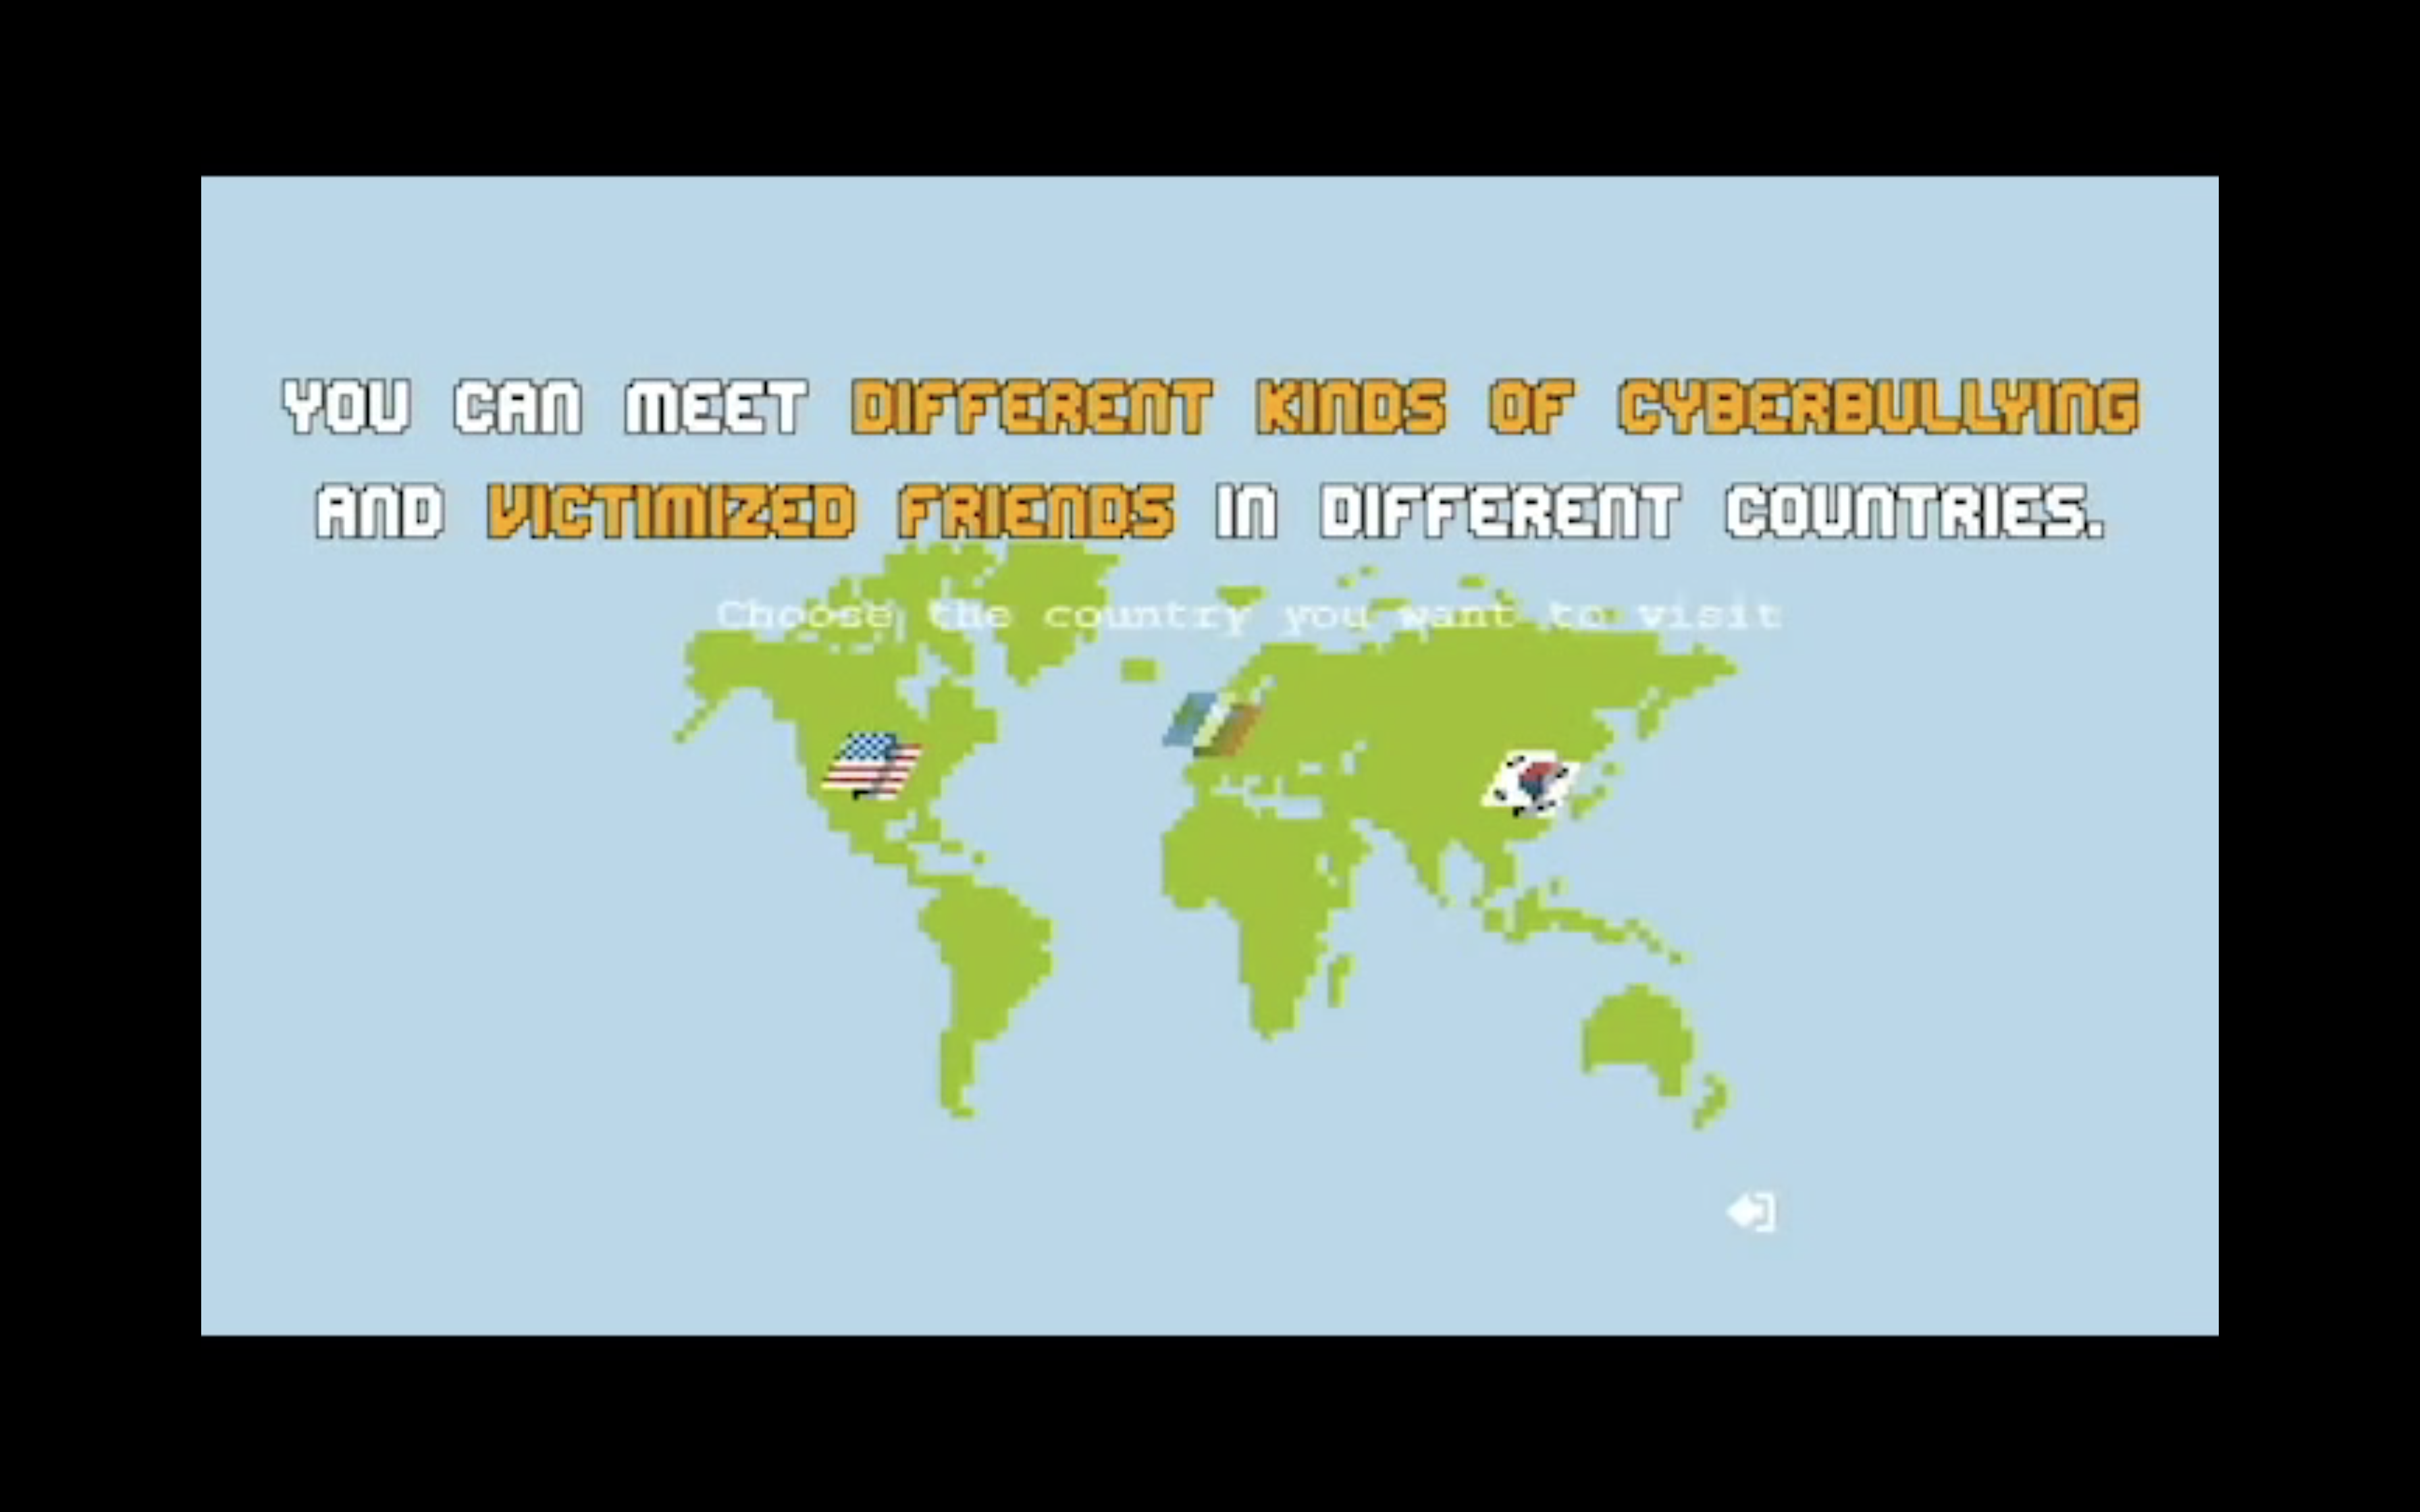 YOU CAN MEET DIFFERENT KINDS OF CYBERBULLYING
AND VICTIMIZED FRIENDS IN DIFFERENT COUNTRIES.
Choose the country you want to visit